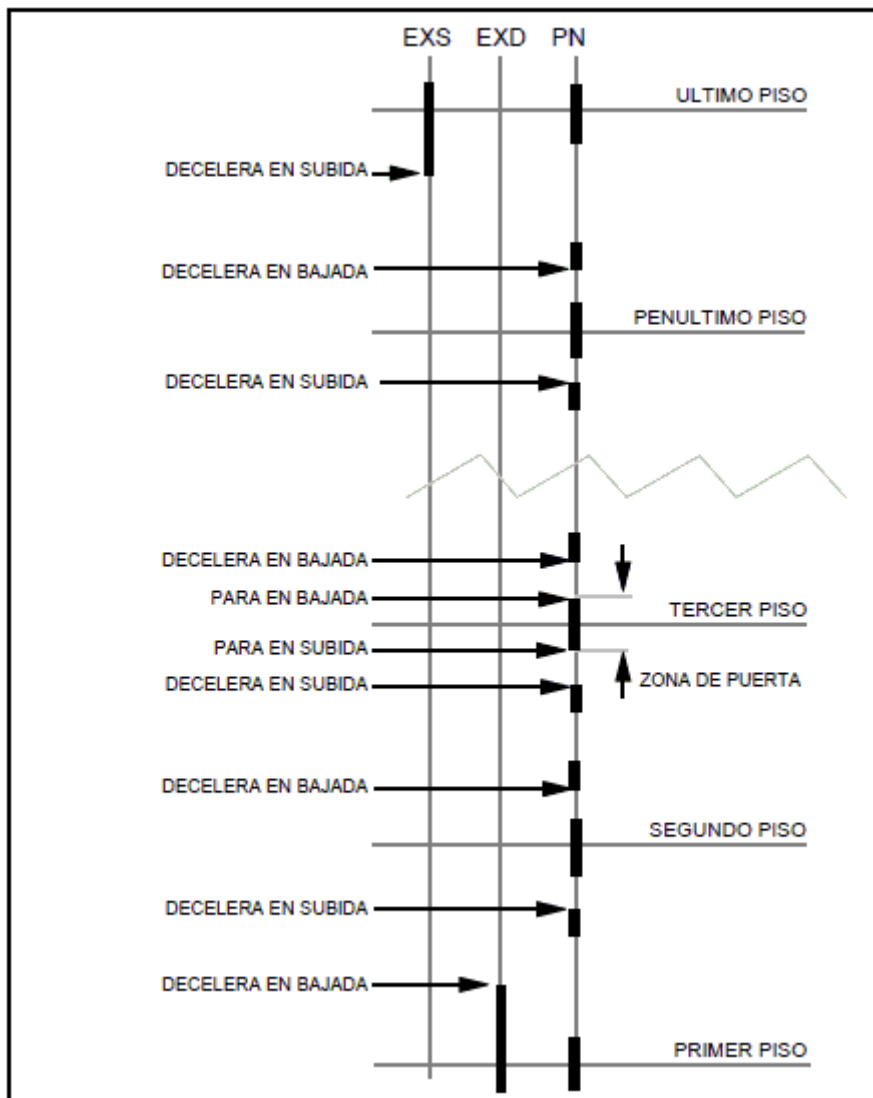 EXS EXD PN
ULTIMO PISO
DECELERA EN SUBIDA
DECELERA EN BAJADA
PENULTIMO PISO
DECELERA EN SUBIDA
DECELERA EN BAJADA
PARA EN BAJADA
TERCER PISO
PARA EN SUBIDA
DECELERA EN SUBIDA
ZONA DE PUERTA
DECELERA EN BAJADA
SEGUNDO PISO
DECELERA EN SUBIDA
DECELERA EN BAJADA
PRIMER PISO